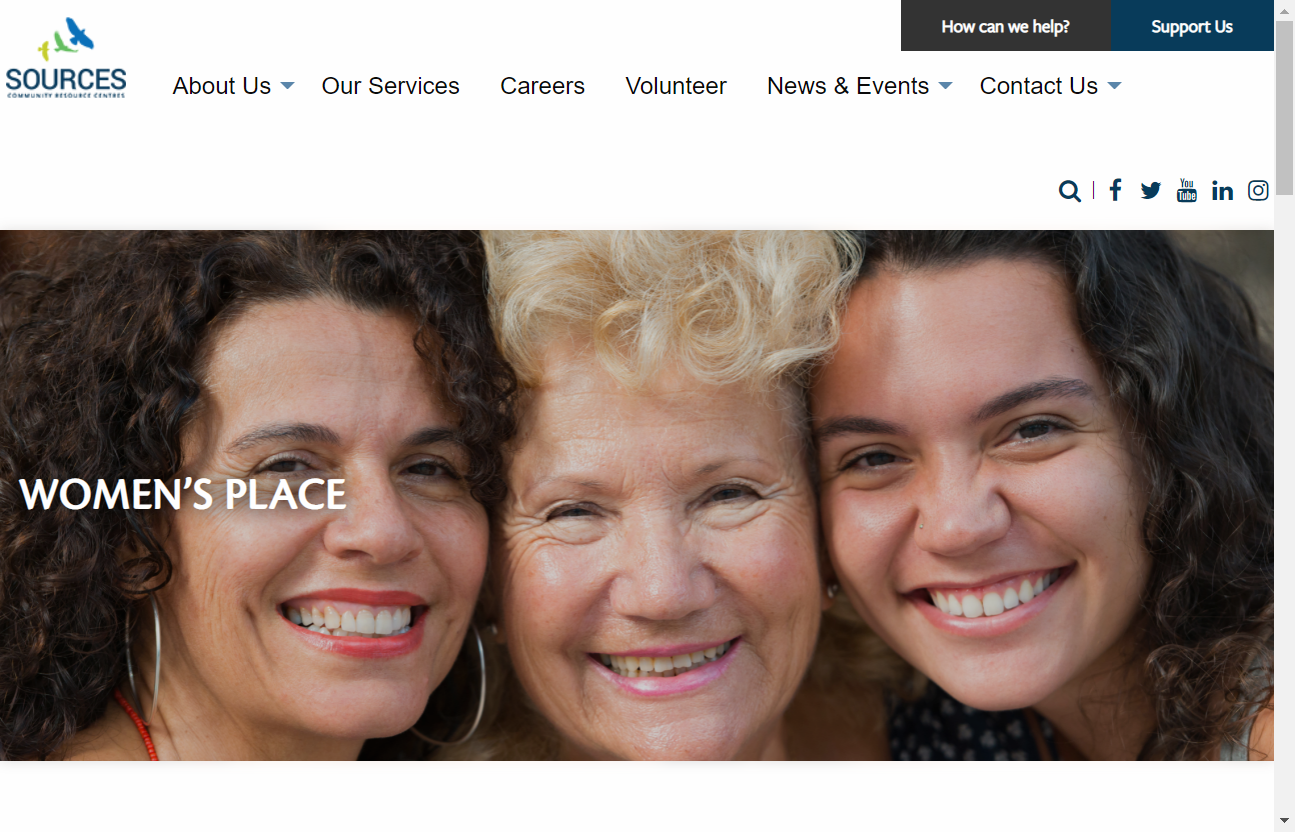 How can we help?
Support Us
SOURCES
COMMUNITY RESOURCE CENTRES
About Us
Our Services
Careers
Volunteer
News & Events
Contact Us
You
Tube
WOMEN’S PLACE